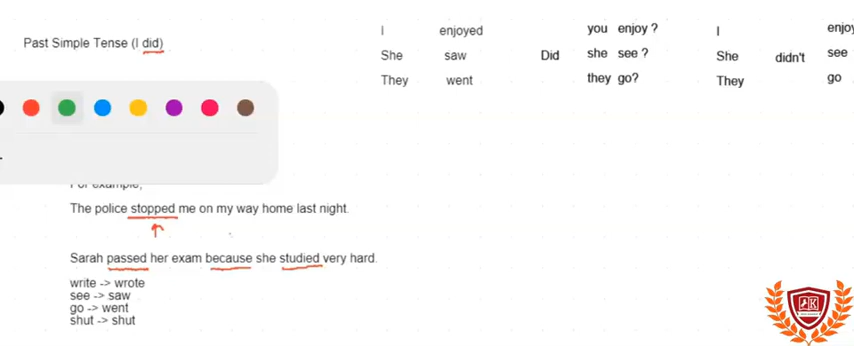 Past Simple Tense (I did)
I enjoyed
She saw
They went
Did
you enjoy ?
she see ?
they go?
I
She
They
didn't
enjoy
see
go
For example,
The police stopped me on my way home last night.
Sarah passed her exam because she studied very hard.
write -> wrote
see -> saw
go -> went
shut -> shut